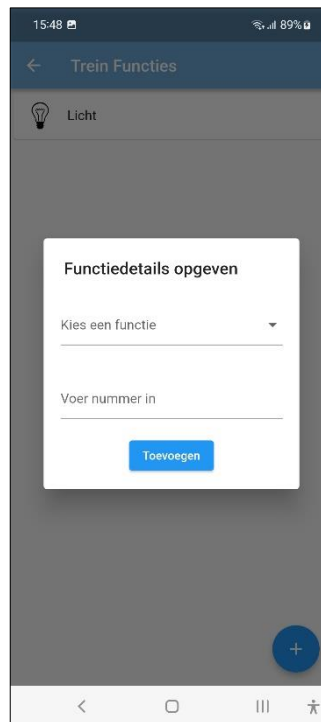 15:48 89%
Trein Functies
Licht
Functiedetails opgeven
Kies een functie
Voer nummer in
Toevoegen
+